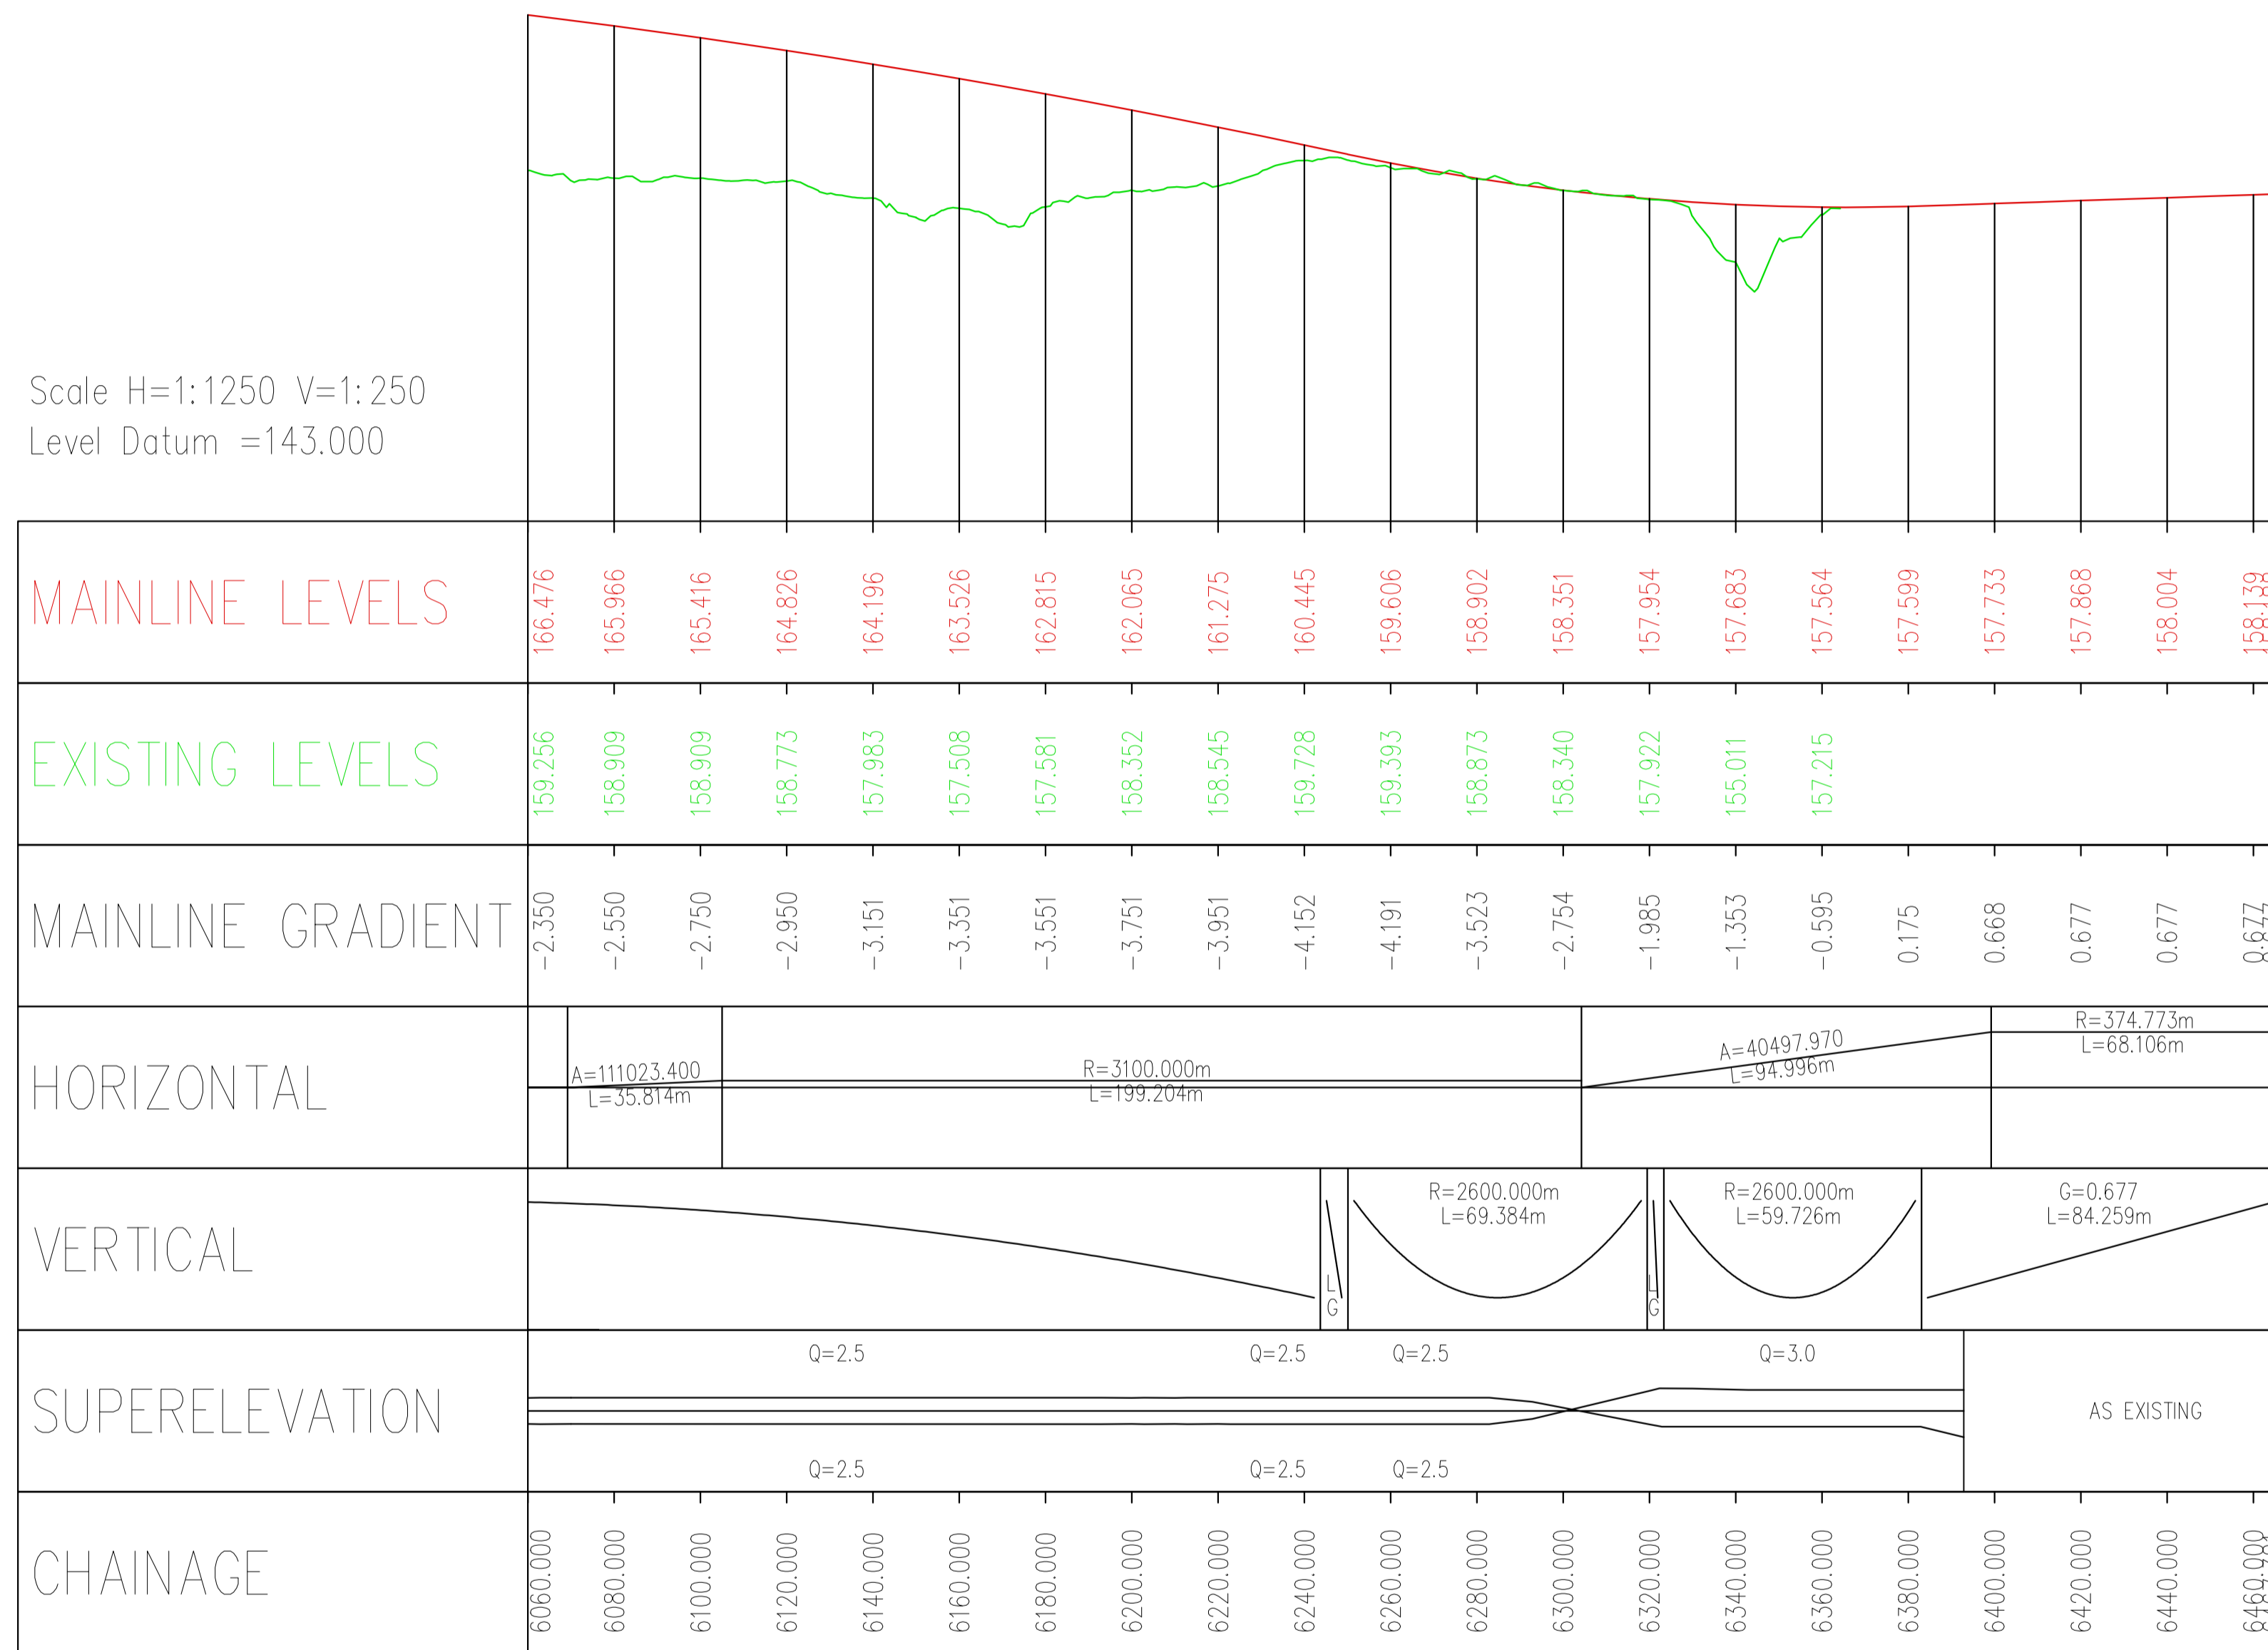 Scale H=1:1250 V=1:250
Level Datum =143.000
MAINLINE LEVELS
166.476 165.966 165.416 164.826 164.196 163.526 162.815 162.065 161.275 160.445 159.606 158.902 158.351 157.954 157.683 157.564 157.599 157.733 157.868 158.004 158.139
EXISTING LEVELS
159.256 158.909 158.909 158.773 157.983 157.508 157.581 158.352 158.545 159.728 159.393 158.873 158.340 157.922 155.011 157.215
MAINLINE GRADIENT
-2.350 -2.550 -2.750 -2.950 -3.151 -3.351 -3.551 -3.751 -3.951 -4.152 -4.191 -3.523 -2.754 -1.985 -1.353 -0.595 0.175 0.668 0.677 0.677 0.677
HORIZONTAL
A=111023.400
L=35.814m
R=3100.000m
L=199.204m
A=40497.970
L=94.996m
R=374.773m
L=68.106m
VERTICAL
L
G
R=2600.000m
L=69.384m
L
G
R=2600.000m
L=59.726m
G=0.677
L=84.259m
SUPERELEVATION
Q=2.5 Q=2.5 Q=2.5 Q=3.0
AS EXISTING
Q=2.5 Q=2.5 Q=2.5
CHAINAGE
6060.000 6080.000 6100.000 6120.000 6140.000 6160.000 6180.000 6200.000 6220.000 6240.000 6260.000 6280.000 6300.000 6320.000 6340.000 6360.000 6380.000 6400.000 6420.000 6440.000 6460.000